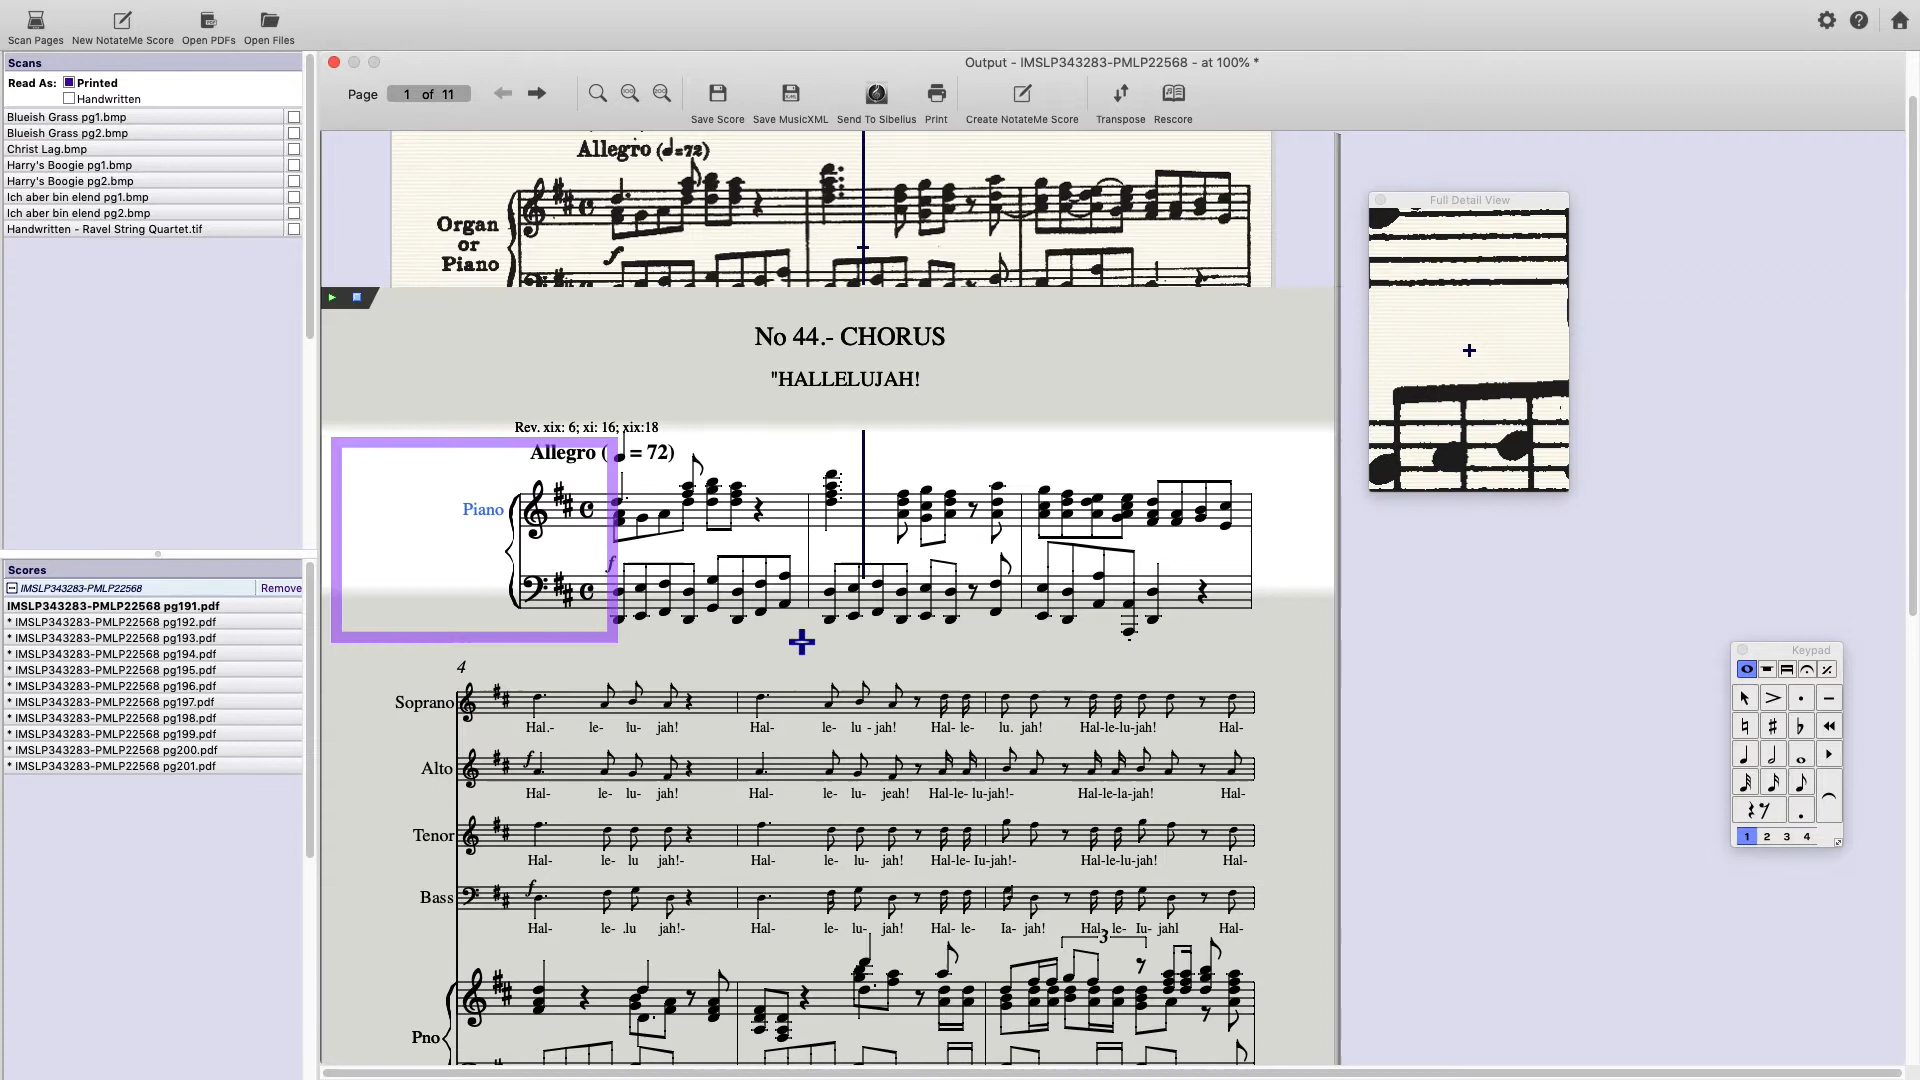 Scan Pages New NotateMe Score Open PDFs Open Files
Scans
Read As: Printed
Handwritten
Blueish Grass pg1.bmp
Blueish Grass pg2.bmp
Christ Lag.bmp
Harry's Boogie pg1.bmp
Harry's Boogie pg2.bmp
Ich aber bin elend pg1.bmp
Ich aber bin elend pg2.bmp
Handwritten - Ravel String Quartet.tif
Scores
IMSLP343283-PMLP22568 Remove
IMSLP343283-PMLP22568 pg191.pdf
* IMSLP343283-PMLP22568 pg192.pdf
* IMSLP343283-PMLP22568 pg193.pdf
* IMSLP343283-PMLP22568 pg194.pdf
* IMSLP343283-PMLP22568 pg195.pdf
* IMSLP343283-PMLP22568 pg196.pdf
* IMSLP343283-PMLP22568 pg197.pdf
* IMSLP343283-PMLP22568 pg198.pdf
* IMSLP343283-PMLP22568 pg199.pdf
* IMSLP343283-PMLP22568 pg200.pdf
* IMSLP343283-PMLP22568 pg201.pdf
Output - IMSLP343283-PMLP22568 - at 100% *
Page 1 of 11
Save Score Save MusicXML Send To Sibelius Print Create NotateMe Score Transpose Rescore
Allegro (♩=72)
Organ
or
Piano
f
No 44.- CHORUS
"HALLELUJAH!
Rev. xix: 6; xi: 16; xix:18
Allegro ( ♩ = 72)
Piano
f
4
Soprano
Hal.- le- lu- jah! Hal- le- lu - jah! Hal- le- lu. jah! Hal-le-lu-jah! Hal-
Alto f
Hal- le- lu- jah! Hal- le- lu- jeah! Hal-le- lu-jah!- Hal-le-la-jah! Hal-
Tenor
Hal- le- lu jah!- Hal- le- lu- jah! Hal-le- Iu-jah!- Hal-le-lu-jah! Hal-
Bass f
Hal- le- .lu jah!- Hal- le- lu- jah! Hal- le- Ia- jah! Hal- le- Iu- jahl Hal-
3
Pno
Full Detail View
Keypad
1 2 3 4